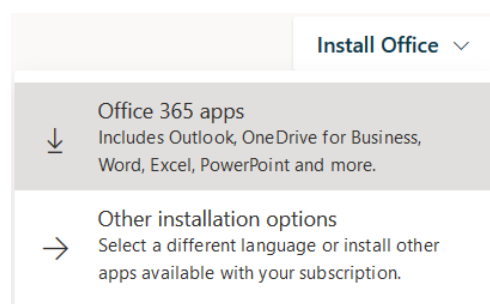 Install Office
Office 365 apps
Includes Outlook, OneDrive for Business,
Word, Excel, PowerPoint and more.
Other installation options
Select a different language or install other
apps available with your subscription.